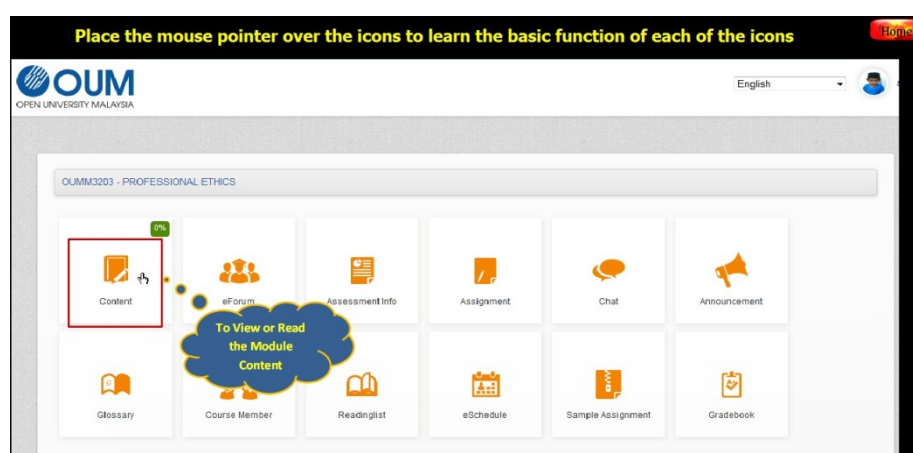 Place the mouse pointer over the icons to learn the basic function of each of the icons
Home
OUM
OPEN UNIVERSITY MALAYSIA
English
OUMM3203 - PROFESSIONAL ETHICS
0%
Content
eForum
Assessment Info
Assignment
Chat
Announcement
To View or Read
the Module
Content
Glossary
Course Member
Readinglist
eSchedule
Sample Assignment
Gradebook